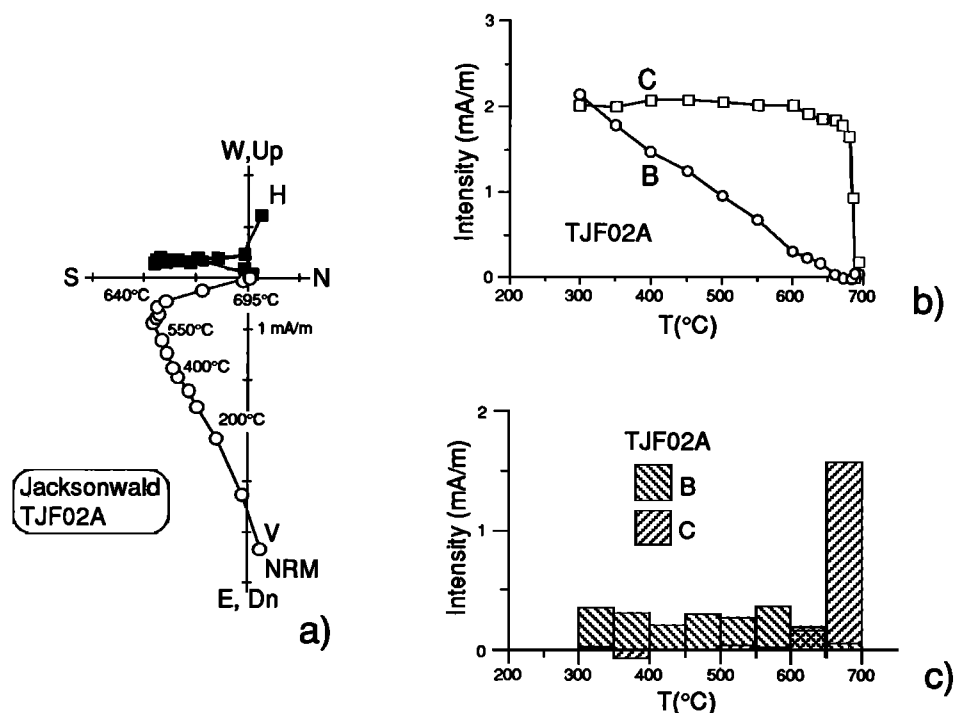 W,Up
H
S
N
640°C
695°C
1 mA/m
550°C
400°C
200°C
Jacksonwald
TJF02A
V
NRM
E, Dn
a)
3
2
1
0
Intensity (mA/m)
C
B
TJF02A
200 300 400 500 600 700
T(°C)
b)
2
1
0
Intensity (mA/m)
TJF02A
B
C
200 300 400 500 600 700
T(°C)
c)